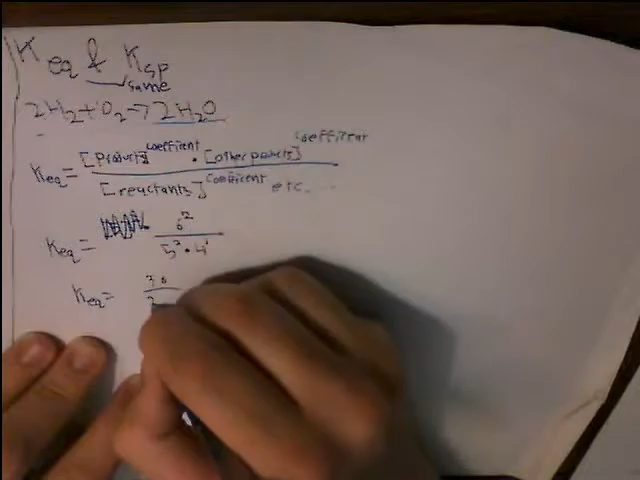 Keq & Ksp
same
2H2+O2→2H2O
Keq= [Products]coefficient · [other products]coefficient
[reactants]coefficient etc....
Keq= 6²
5²·4¹
Keq= 36